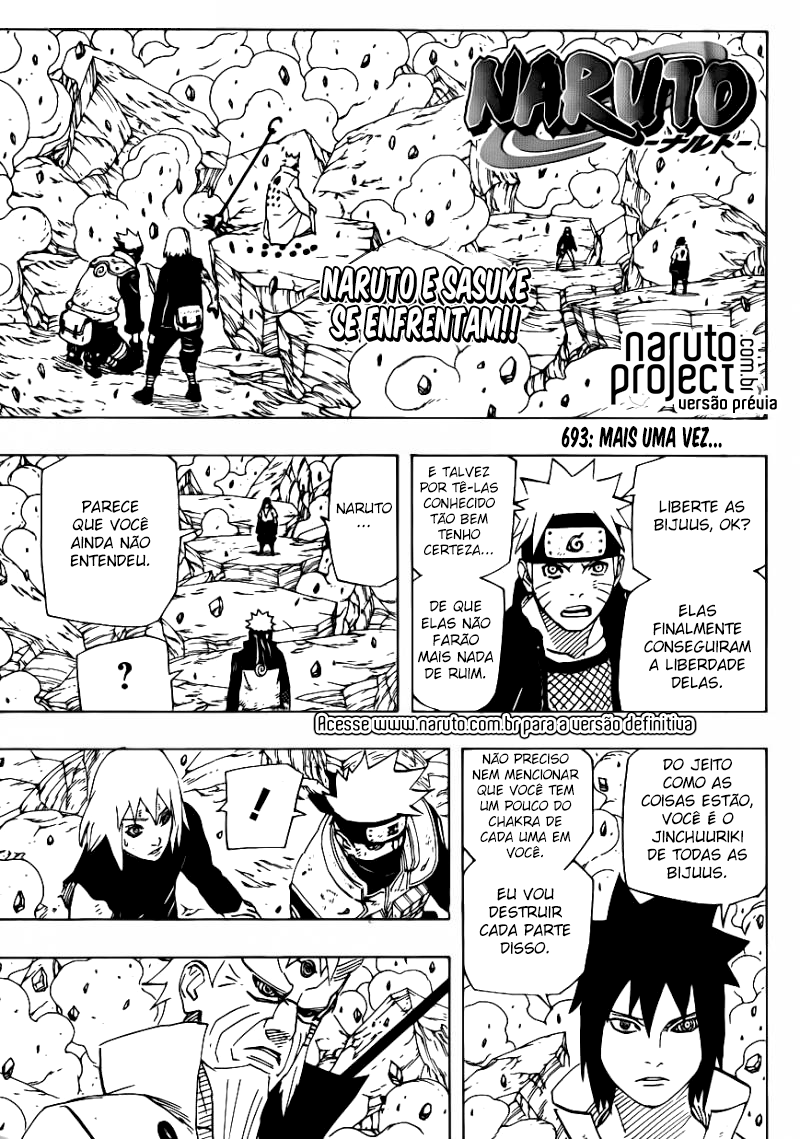 NARUTO
-ナルト-
NARUTO E SASUKE
SE ENFRENTAM!!
naruto
project
.com.br
versão prévia
693: MAIS UMA VEZ...
LIBERTE AS
BIJUUS, OK?
ELAS
FINALMENTE
CONSEGUIRAM
A LIBERDADE
DELAS.
E TALVEZ
POR TÊ-LAS
CONHECIDO
TÃO BEM
TENHO
CERTEZA...
DE QUE
ELAS NÃO
FARÃO
MAIS NADA
DE RUIM.
NARUTO
...
PARECE
QUE VOCÊ
AINDA NÃO
ENTENDEU.
?
Acesse www.naruto.com.br para a versão definitiva
DO JEITO
COMO AS
COISAS ESTÃO,
VOCÊ É O
JINCHUURIKI
DE TODAS AS
BIJUUS.
NÃO PRECISO
NEM MENCIONAR
QUE VOCÊ TEM
UM POUCO DO
CHAKRA DE
CADA UMA EM
VOCÊ.
EU VOU
DESTRUIR
CADA PARTE
DISSO.
!